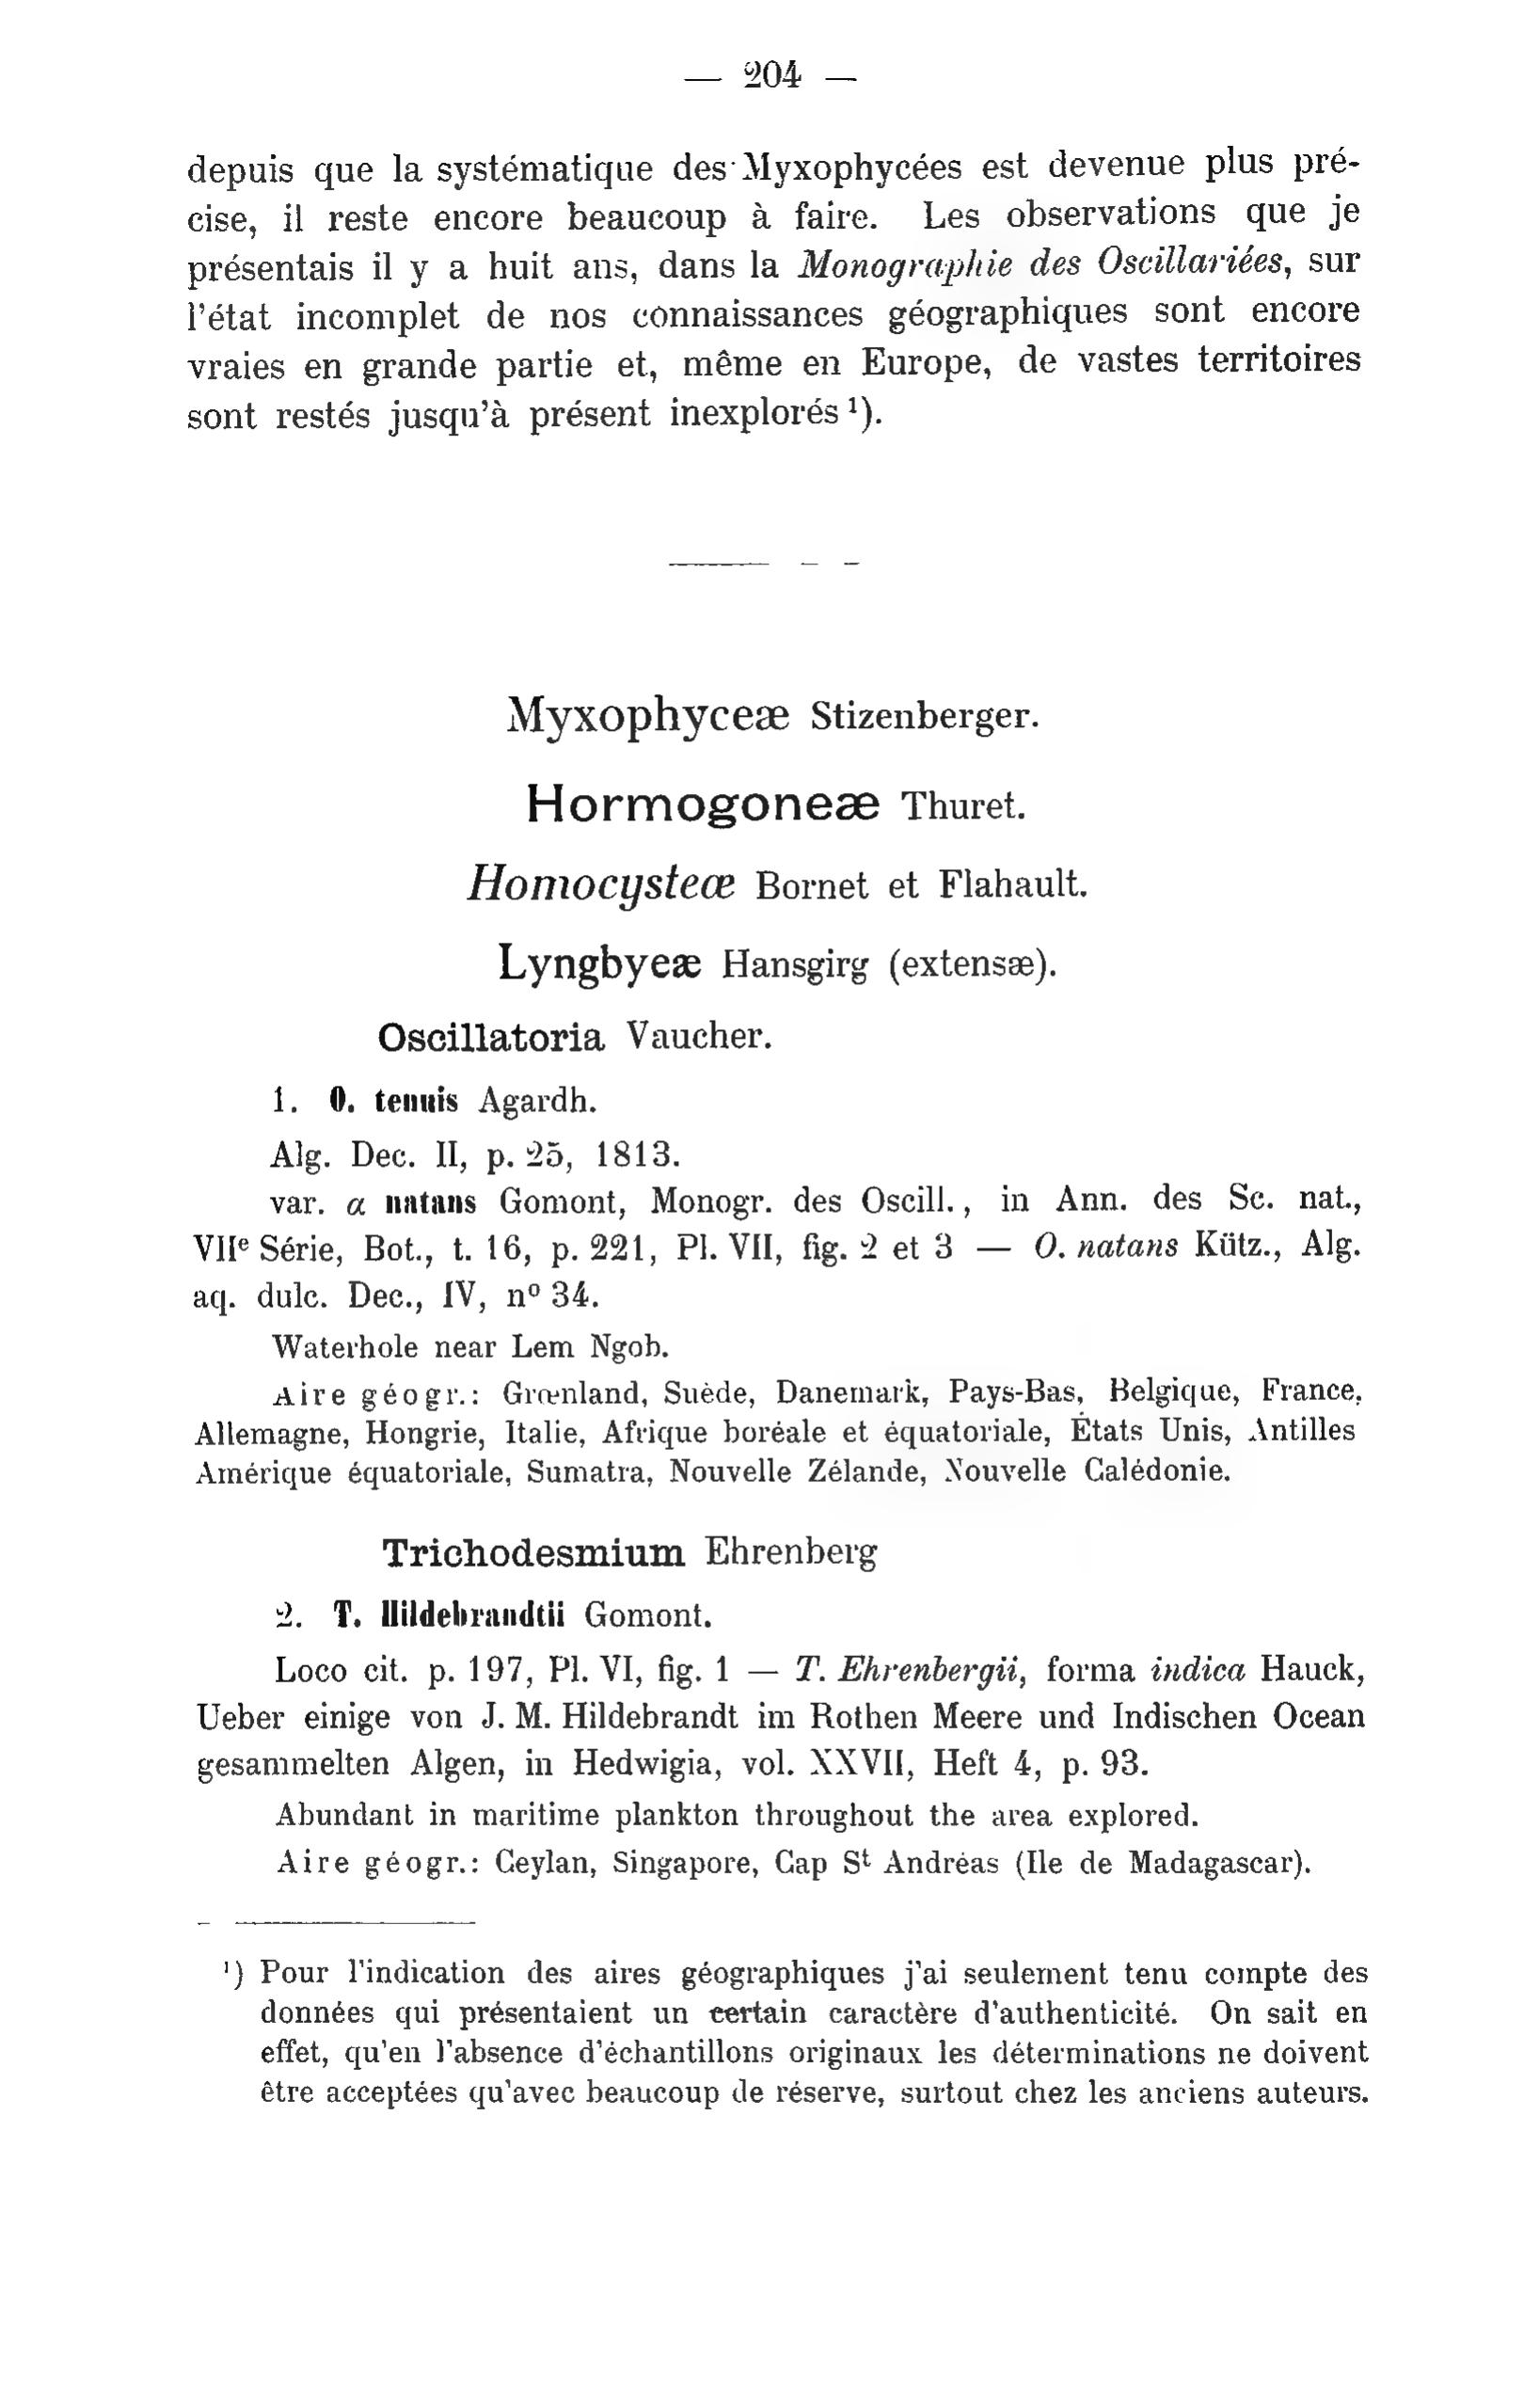 — 204 —
depuis que la systématique des Myxophycées est devenue plus pré-
cise, il reste encore beaucoup à faire. Les observations que je
présentais il y a huit ans, dans la Monographie des Oscillariées, sur
l'état incomplet de nos connaissances géographiques sont encore
vraies en grande partie et, même en Europe, de vastes territoires
sont restés jusqu'à présent inexplorés ¹).
Myxophyceæ Stizenberger.
Hormogoneæ Thuret.
Homocysteæ Bornet et Flahault.
Lyngbyeæ Hansgirg (extensæ).
Oscillatoria Vaucher.
1. O. tenuis Agardh.
Alg. Dec. II, p. 25, 1813.
var. α natans Gomont, Monogr. des Oscill., in Ann. des Sc. nat.,
VIIᵉ Série, Bot., t. 16, p. 221, Pl. VII, fig. 2 et 3 — O. natans Kütz., Alg.
aq. dulc. Dec., IV, nº 34.
Waterhole near Lem Ngob.
Aire géogr.: Grœnland, Suède, Danemark, Pays-Bas, Belgique, France,
Allemagne, Hongrie, Italie, Afrique boréale et équatoriale, États Unis, Antilles
Amérique équatoriale, Sumatra, Nouvelle Zélande, Nouvelle Calédonie.
Trichodesmium Ehrenberg
2. T. Hildebrandtii Gomont.
Loco cit. p. 197, Pl. VI, fig. 1 — T. Ehrenbergii, forma indica Hauck,
Ueber einige von J. M. Hildebrandt im Rothen Meere und Indischen Ocean
gesammelten Algen, in Hedwigia, vol. XXVII, Heft 4, p. 93.
Abundant in maritime plankton throughout the area explored.
Aire géogr.: Ceylan, Singapore, Cap Sᵗ Andréas (Ile de Madagascar).
¹) Pour l'indication des aires géographiques j'ai seulement tenu compte des
données qui présentaient un certain caractère d'authenticité. On sait en
effet, qu'en l'absence d'échantillons originaux les déterminations ne doivent
être acceptées qu'avec beaucoup de réserve, surtout chez les anciens auteurs.